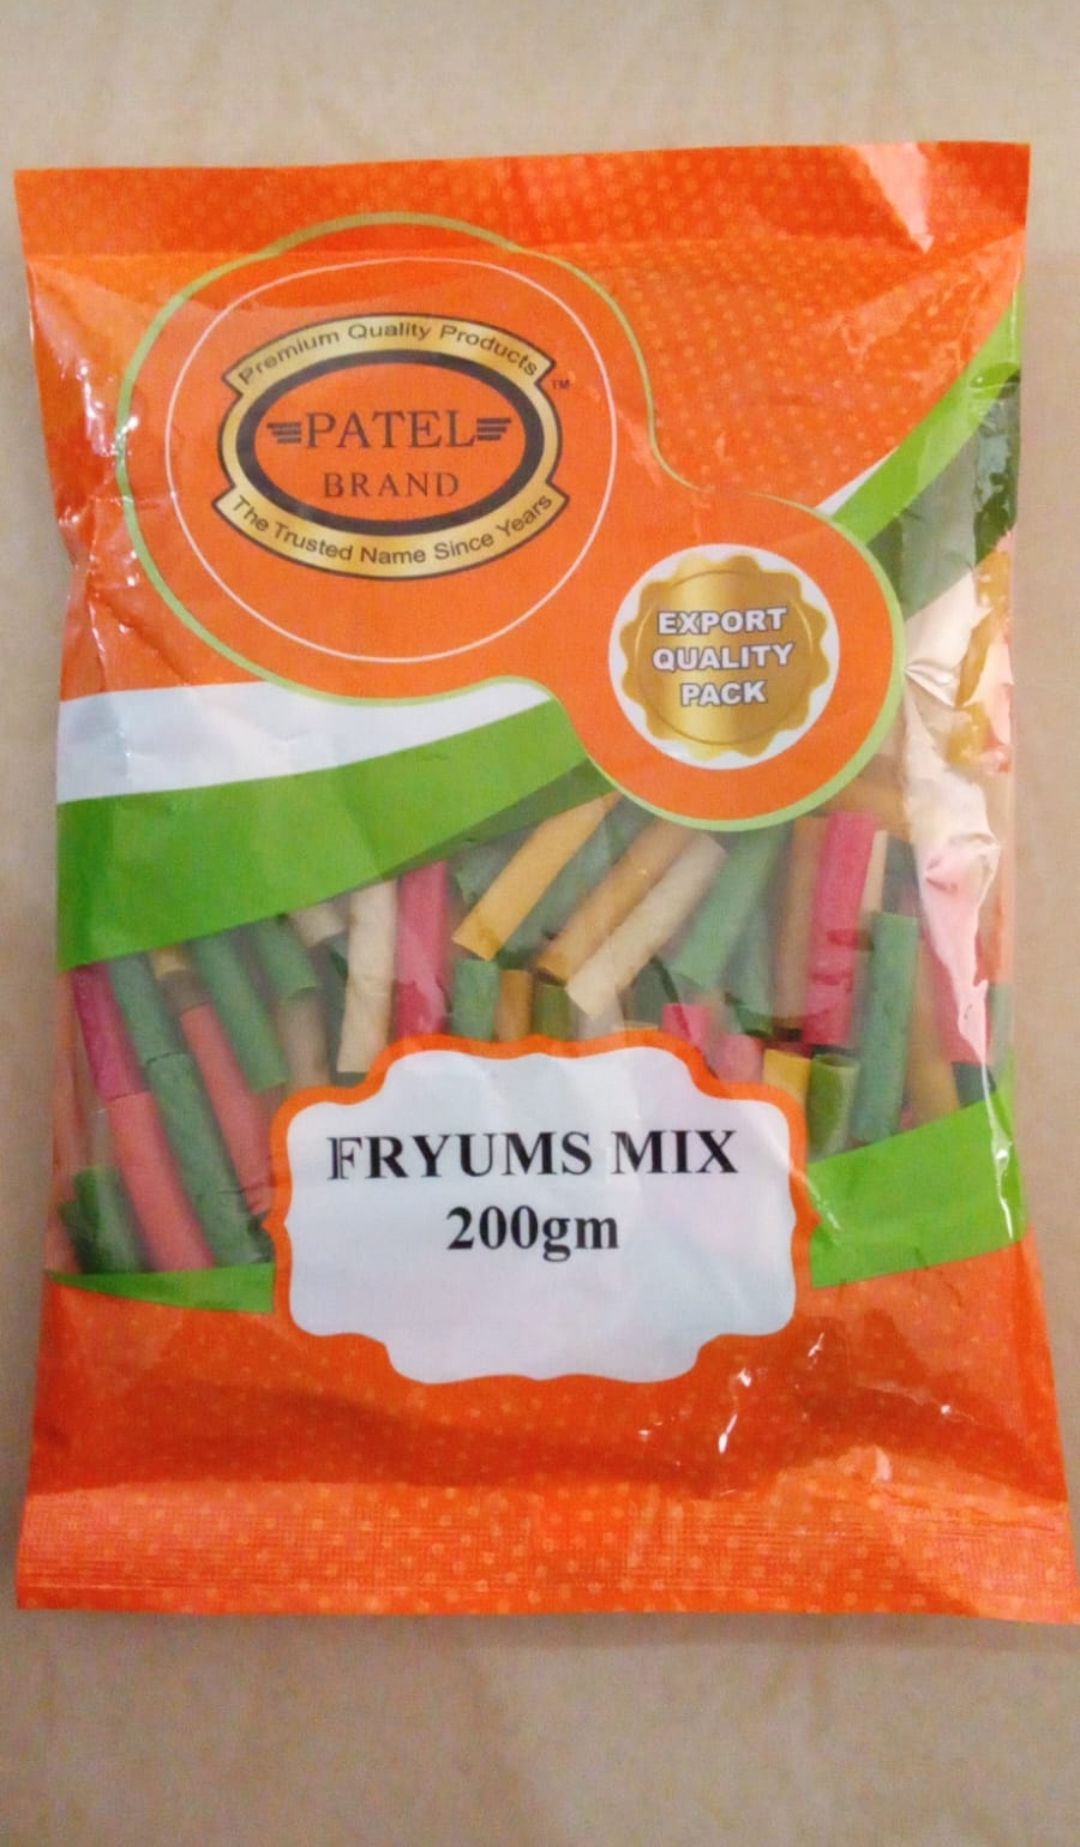 Premium Quality Products
TM
PATEL
BRAND
The Trusted Name Since Years
EXPORT
QUALITY
PACK
FRYUMS MIX
200gm